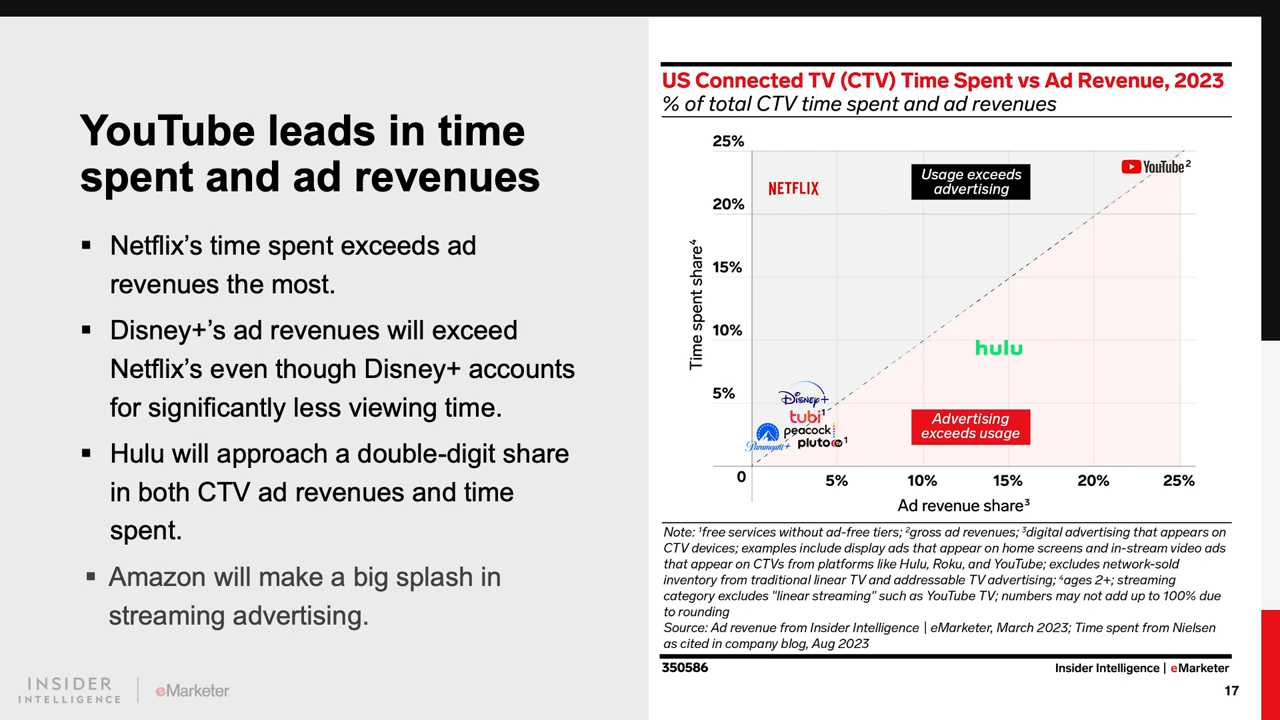 YouTube leads in time
spent and ad revenues
▪ Netflix’s time spent exceeds ad
revenues the most.
▪ Disney+’s ad revenues will exceed
Netflix’s even though Disney+ accounts
for significantly less viewing time.
▪ Hulu will approach a double-digit share
in both CTV ad revenues and time
spent.
▪ Amazon will make a big splash in
streaming advertising.
INSIDER
INTELLIGENCE
eMarketer
US Connected TV (CTV) Time Spent vs Ad Revenue, 2023
% of total CTV time spent and ad revenues
25%
20%
15%
10%
5%
0
Time spent share⁴
NETFLIX
Usage exceeds
advertising
YouTube²
hulu
Disney+
tubi¹
peacock
Paramount+
pluto tv¹
Advertising
exceeds usage
5%
10%
15%
20%
25%
Ad revenue share³
Note: ¹free services without ad-free tiers; ²gross ad revenues; ³digital advertising that appears on
CTV devices; examples include display ads that appear on home screens and in-stream video ads
that appear on CTVs from platforms like Hulu, Roku, and YouTube; excludes network-sold
inventory from traditional linear TV and addressable TV advertising; ⁴ages 2+; streaming
category excludes "linear streaming" such as YouTube TV; numbers may not add up to 100% due
to rounding
Source: Ad revenue from Insider Intelligence | eMarketer, March 2023; Time spent from Nielsen
as cited in company blog, Aug 2023
350586
Insider Intelligence | eMarketer
17